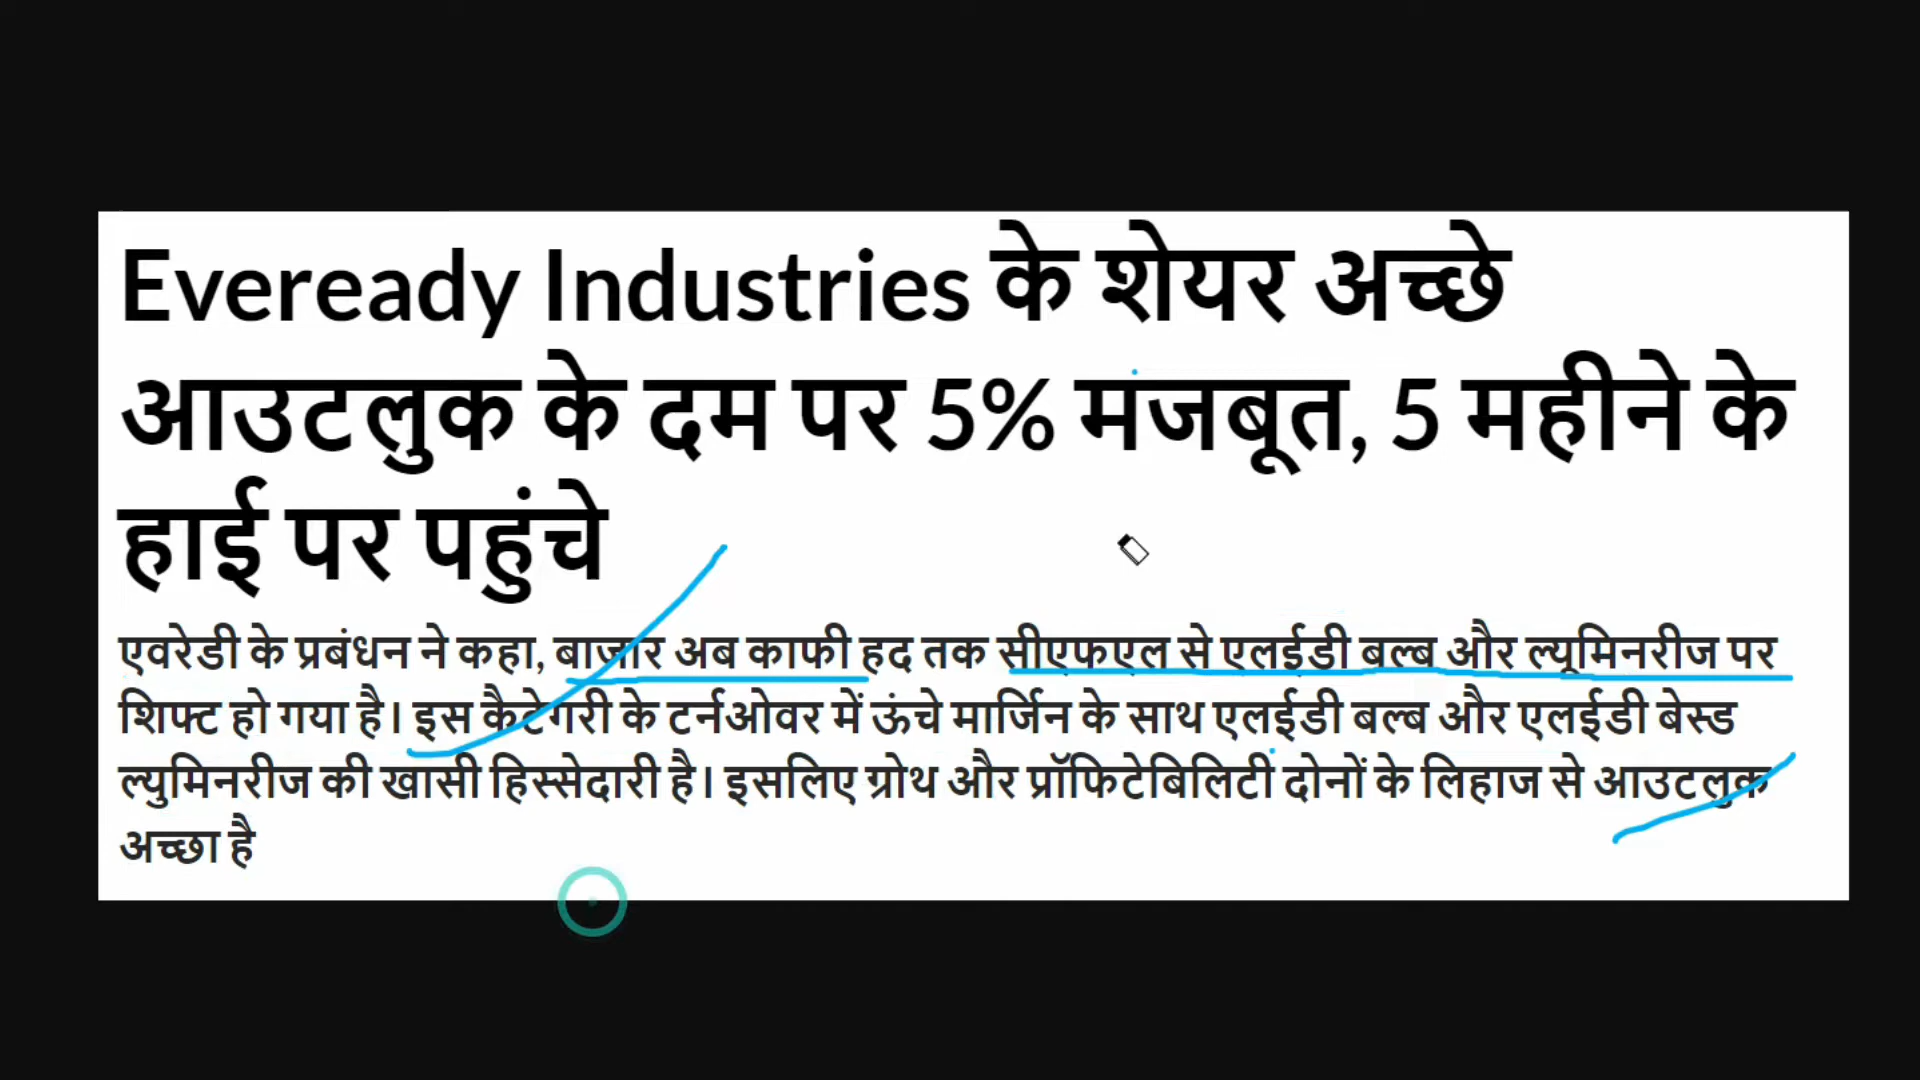 Eveready Industries के शेयर अच्छे
आउटलुक के दम पर 5% मजबूत, 5 महीने के
हाई पर पहुंचे
एवरेडी के प्रबंधन ने कहा, बाजार अब काफी हद तक सीएफएल से एलईडी बल्ब और ल्यूमिनरीज पर
शिफ्ट हो गया है। इस कैटेगरी के टर्नओवर में ऊंचे मार्जिन के साथ एलईडी बल्ब और एलईडी बेस्ड
ल्युमिनरीज की खासी हिस्सेदारी है। इसलिए ग्रोथ और प्रॉफिटेबिलिटी दोनों के लिहाज से आउटलुक
अच्छा है